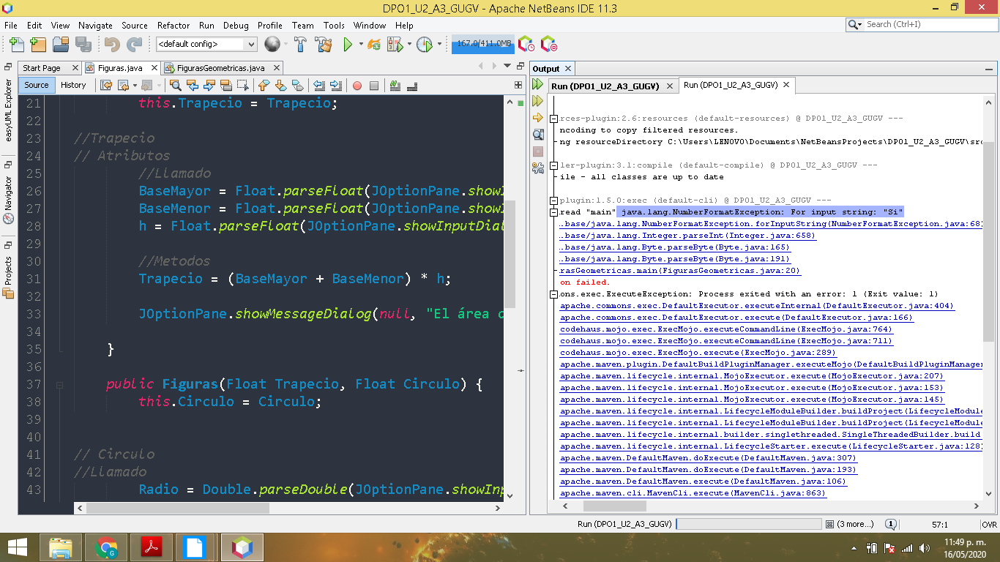 DPO1_U2_A3_GUGV - Apache NetBeans IDE 11.3
File Edit View Navigate Source Refactor Run Debug Profile Team Tools Window Help
Search (Ctrl+I)
<default config>
167.0/411.0MB
Start Page
Figuras.java
FigurasGeometricas.java
Source
History
easyUML Explorer
Navigator
Projects
21 this.Trapecio = Trapecio;
22
23 //Trapecio
24 // Atributos
25 //Llamado
26 BaseMayor = Float.parseFloat(JOptionPane.showI
27 BaseMenor = Float.parseFloat(JOptionPane.showI
28 h = Float.parseFloat(JOptionPane.showInputDial
29
30 //Metodos
31 Trapecio = (BaseMayor + BaseMenor) * h;
32
33 JOptionPane.showMessageDialog(null, "El área d
34
35 }
36
37 public Figuras(Float Trapecio, Float Circulo) {
38 this.Circulo = Circulo;
39
40
41 // Circulo
42 //Llamado
43 Radio = Double.parseDouble(JOptionPane.showInp
Output
Run (DPO1_U2_A3_GUGV)
Run (DPO1_U2_A3_GUGV)
rces-plugin:2.6:resources (default-resources) @ DPO1_U2_A3_GUGV ---
ncoding to copy filtered resources.
ng resourceDirectory C:\Users\LENOVO\Documents\NetBeansProjects\DPO1_U2_A3_GUGV\src
ler-plugin:3.1:compile (default-compile) @ DPO1_U2_A3_GUGV ---
ile - all classes are up to date
plugin:1.5.0:exec (default-cli) @ DPO1_U2_A3_GUGV ---
read "main" java.lang.NumberFormatException: For input string: "Si"
.base/java.lang.NumberFormatException.forInputString(NumberFormatException.java:68)
.base/java.lang.Integer.parseInt(Integer.java:658)
.base/java.lang.Byte.parseByte(Byte.java:165)
.base/java.lang.Byte.parseByte(Byte.java:191)
rasGeometricas.main(FigurasGeometricas.java:20)
on failed.
ons.exec.ExecuteException: Process exited with an error: 1 (Exit value: 1)
apache.commons.exec.DefaultExecutor.executeInternal(DefaultExecutor.java:404)
apache.commons.exec.DefaultExecutor.execute(DefaultExecutor.java:166)
codehaus.mojo.exec.ExecMojo.executeCommandLine(ExecMojo.java:764)
codehaus.mojo.exec.ExecMojo.executeCommandLine(ExecMojo.java:711)
codehaus.mojo.exec.ExecMojo.execute(ExecMojo.java:289)
apache.maven.plugin.DefaultBuildPluginManager.executeMojo(DefaultBuildPluginManager
apache.maven.lifecycle.internal.MojoExecutor.execute(MojoExecutor.java:207)
apache.maven.lifecycle.internal.MojoExecutor.execute(MojoExecutor.java:153)
apache.maven.lifecycle.internal.MojoExecutor.execute(MojoExecutor.java:145)
apache.maven.lifecycle.internal.LifecycleModuleBuilder.buildProject(LifecycleModule
apache.maven.lifecycle.internal.LifecycleModuleBuilder.buildProject(LifecycleModule
apache.maven.lifecycle.internal.builder.singlethreaded.SingleThreadedBuilder.build
apache.maven.lifecycle.internal.LifecycleStarter.execute(LifecycleStarter.java:128)
apache.maven.DefaultMaven.doExecute(DefaultMaven.java:307)
apache.maven.DefaultMaven.doExecute(DefaultMaven.java:193)
apache.maven.DefaultMaven.execute(DefaultMaven.java:106)
apache.maven.cli.MavenCli.execute(MavenCli.java:863)
Run (DPO1_U2_A3_GUGV)
(3 more...)
1
57:1
OVR
11:49 p. m.
16/05/2020